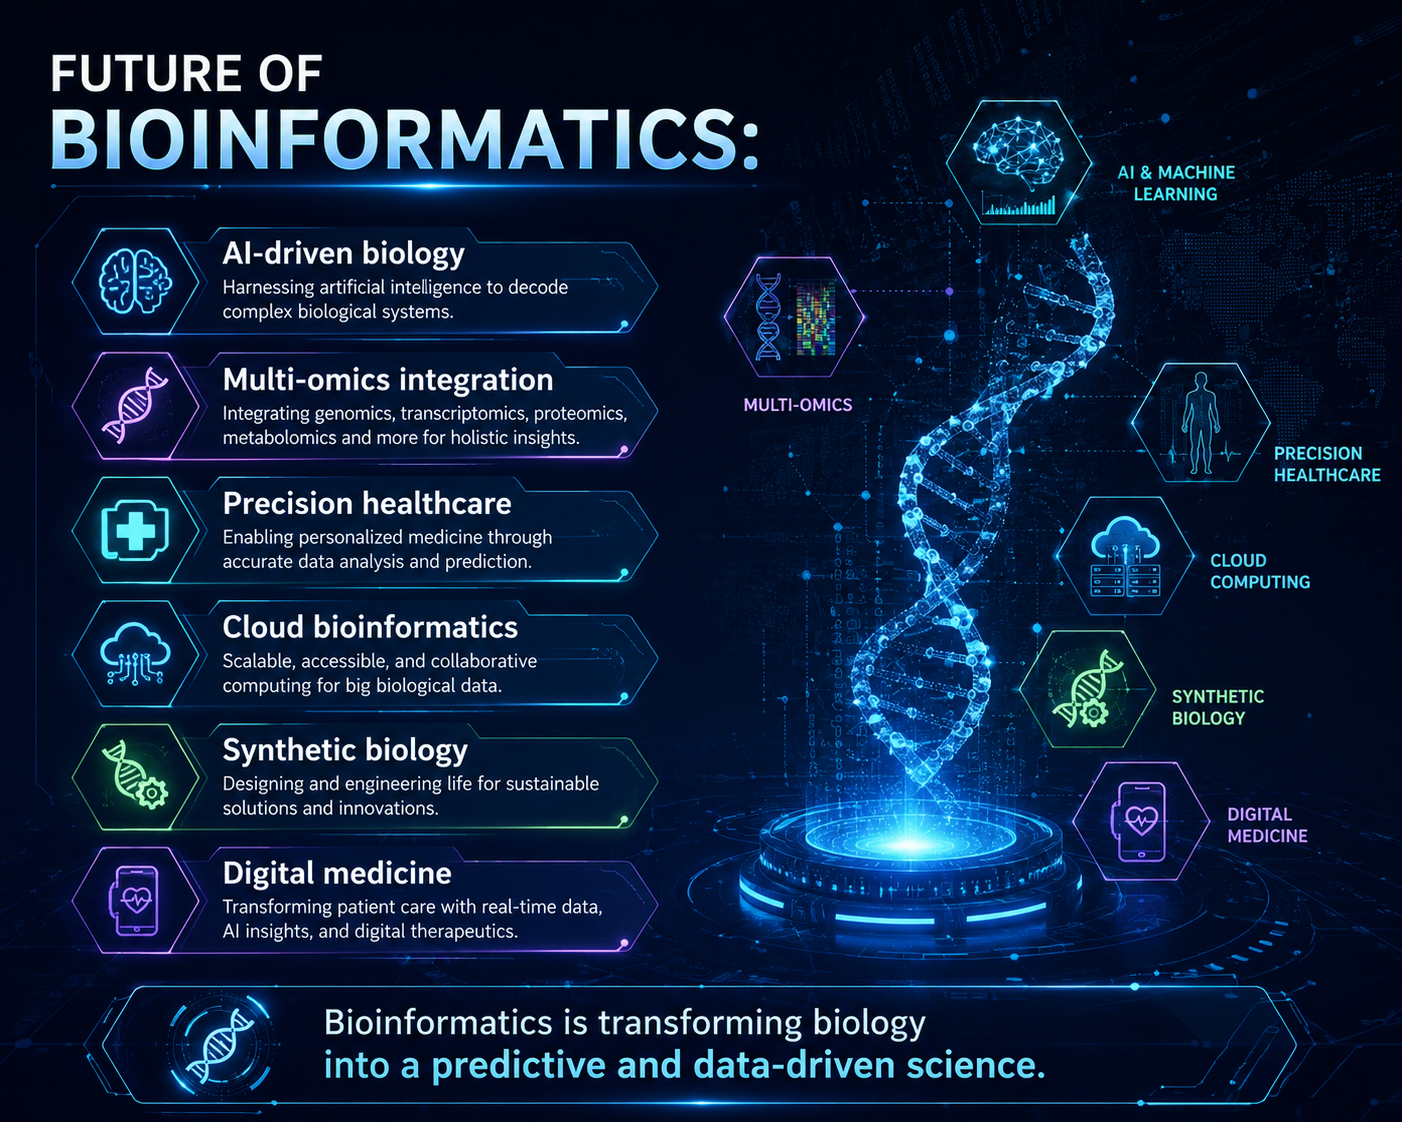 FUTURE OF
BIOINFORMATICS:
AI-driven biology
Harnessing artificial intelligence to decode
complex biological systems.
Multi-omics integration
Integrating genomics, transcriptomics, proteomics,
metabolomics and more for holistic insights.
Precision healthcare
Enabling personalized medicine through
accurate data analysis and prediction.
Cloud bioinformatics
Scalable, accessible, and collaborative
computing for big biological data.
Synthetic biology
Designing and engineering life for sustainable
solutions and innovations.
Digital medicine
Transforming patient care with real-time data,
AI insights, and digital therapeutics.
AI & MACHINE
LEARNING
MULTI-OMICS
PRECISION
HEALTHCARE
CLOUD
COMPUTING
SYNTHETIC
BIOLOGY
DIGITAL
MEDICINE
Bioinformatics is transforming biology
into a predictive and data-driven science.